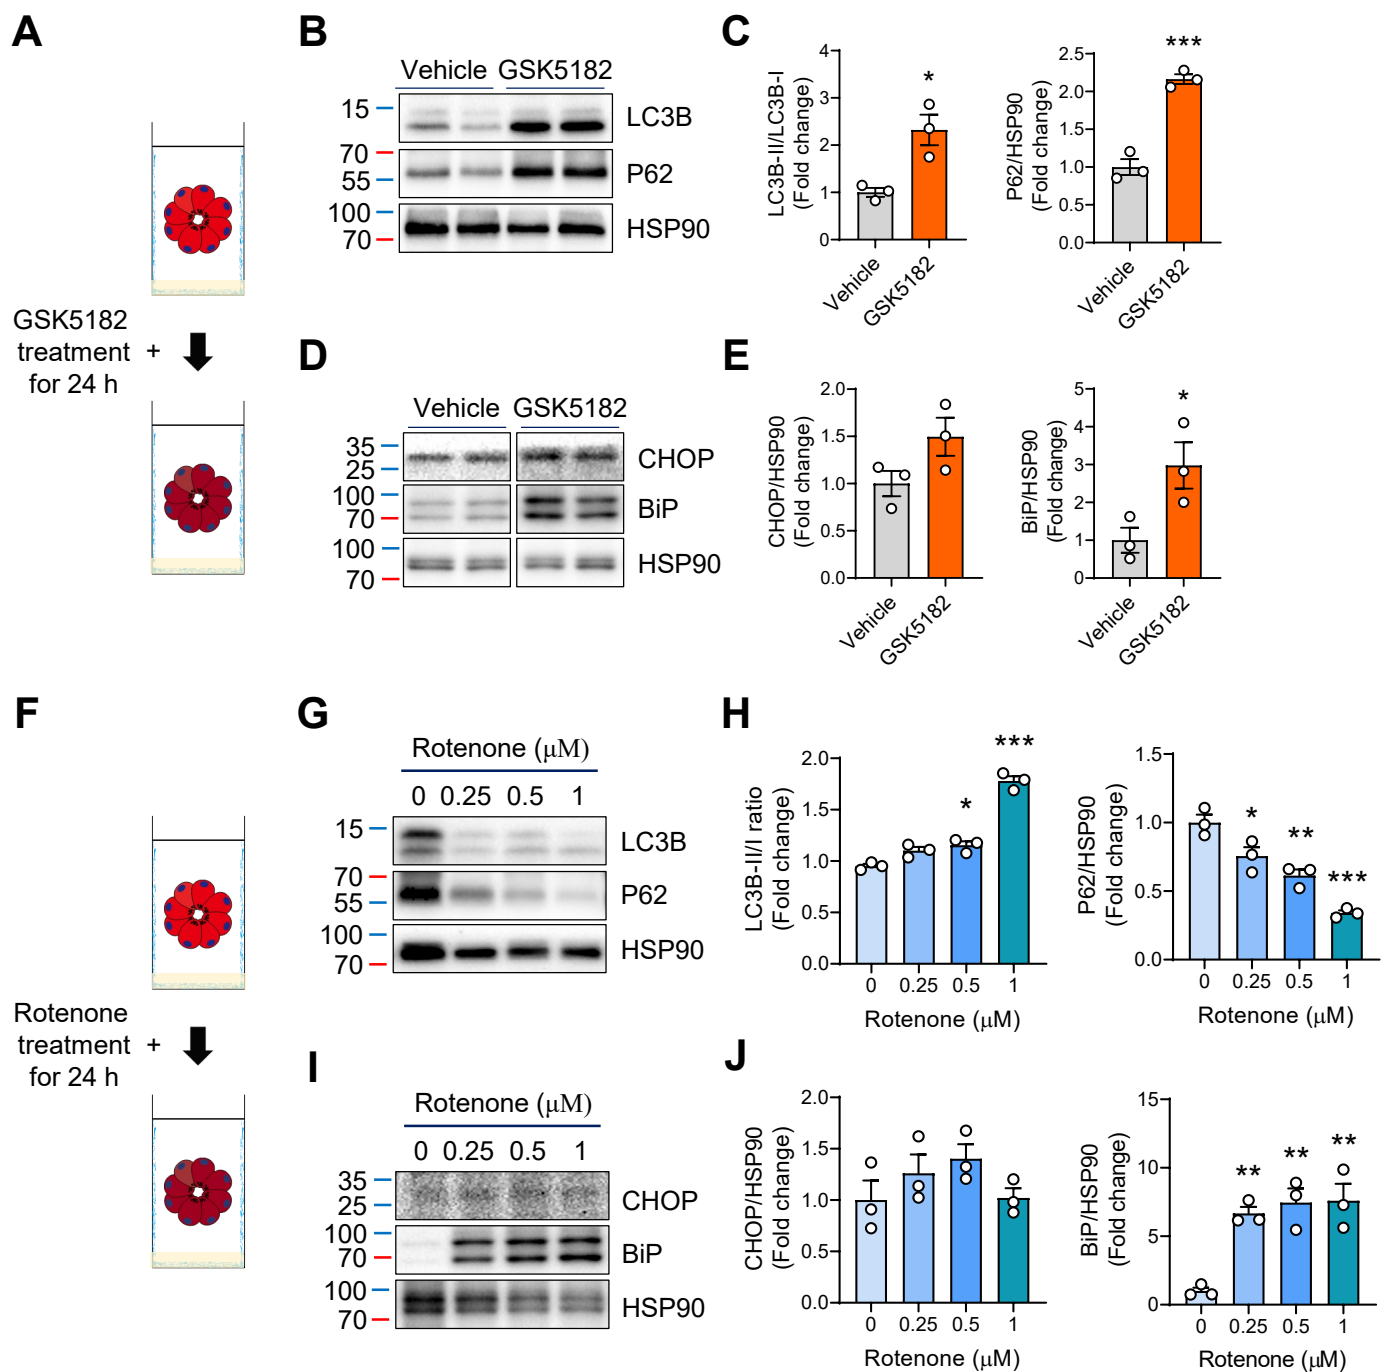 A
GSK5182
treatment +
for 24 h
B
Vehicle GSK5182
15
LC3B
70
55
P62
100
70
HSP90
C
LC3B-II/LC3B-I
(Fold change)
4
3
2
1
0
*
Vehicle
GSK5182
P62/HSP90
(Fold change)
2.5
2.0
1.5
1.0
0.5
0.0
***
Vehicle
GSK5182
D
Vehicle GSK5182
35
25
CHOP
100
70
BiP
100
70
HSP90
E
CHOP/HSP90
(Fold change)
2.0
1.5
1.0
0.5
0.0
Vehicle
GSK5182
BiP/HSP90
(Fold change)
5
4
3
2
1
0
*
Vehicle
GSK5182
F
Rotenone
treatment +
for 24 h
G
Rotenone (μM)
0 0.25 0.5 1
15
LC3B
70
55
P62
100
70
HSP90
H
LC3B-II/I ratio
(Fold change)
2.0
1.5
1.0
0.5
0.0
* ***
0 0.25 0.5 1
Rotenone (μM)
P62/HSP90
(Fold change)
1.5
1.0
0.5
0.0
* ** ***
0 0.25 0.5 1
Rotenone (μM)
I
Rotenone (μM)
0 0.25 0.5 1
35
25
CHOP
100
70
BiP
100
70
HSP90
J
CHOP/HSP90
(Fold change)
2.0
1.5
1.0
0.5
0.0
0 0.25 0.5 1
Rotenone (μM)
BiP/HSP90
(Fold change)
15
10
5
0
** ** **
0 0.25 0.5 1
Rotenone (μM)